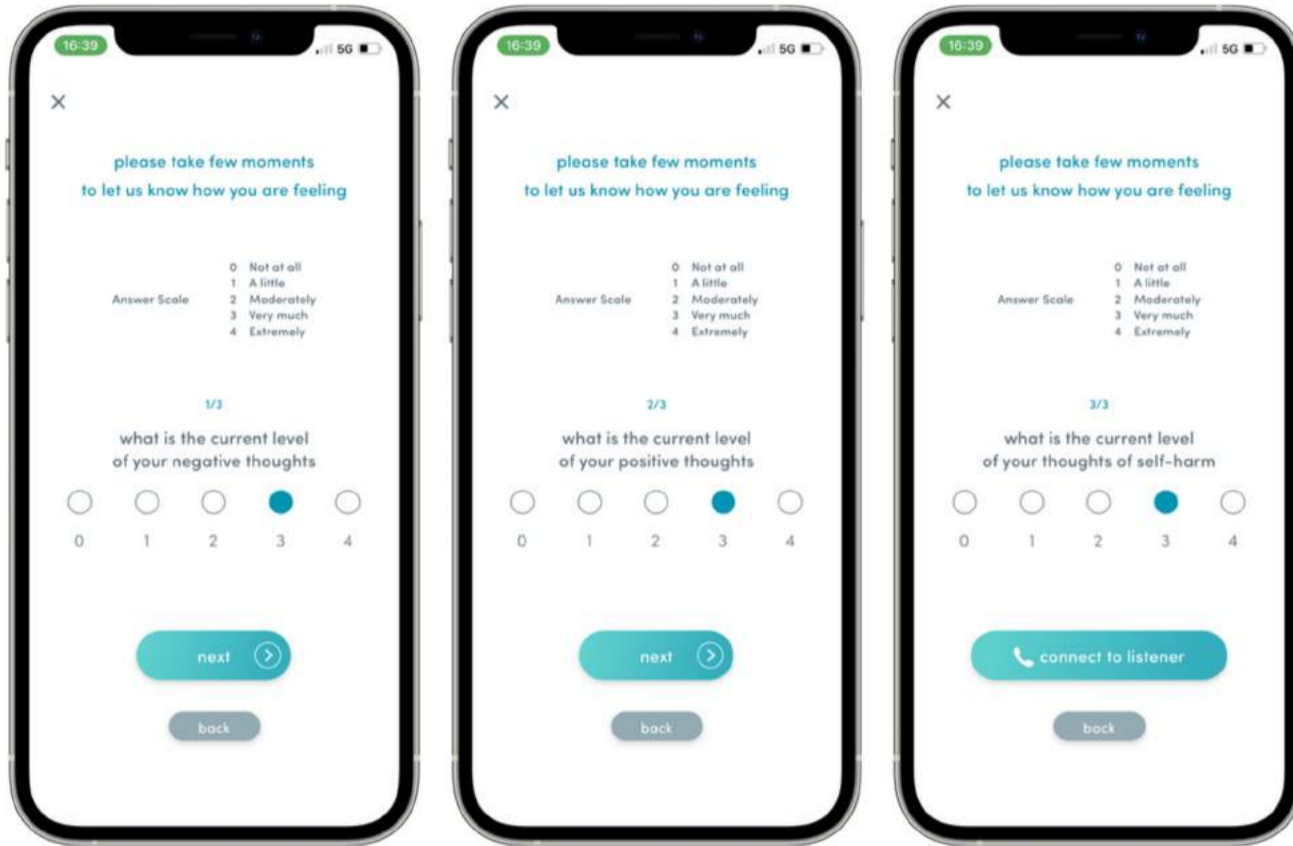 16:39
5G
please take few moments
to let us know how you are feeling
Answer Scale
0 Not at all
1 A little
2 Moderately
3 Very much
4 Extremely
1/3
what is the current level
of your negative thoughts
0 1 2 3 4
next
back
16:39
5G
please take few moments
to let us know how you are feeling
Answer Scale
0 Not at all
1 A little
2 Moderately
3 Very much
4 Extremely
2/3
what is the current level
of your positive thoughts
0 1 2 3 4
next
back
16:39
5G
please take few moments
to let us know how you are feeling
Answer Scale
0 Not at all
1 A little
2 Moderately
3 Very much
4 Extremely
3/3
what is the current level
of your thoughts of self-harm
0 1 2 3 4
connect to listener
back